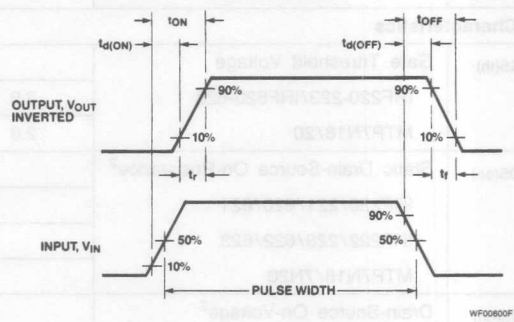 tON
tOFF
td(ON)
td(OFF)
90%
90%
OUTPUT, VOUT
INVERTED
10%
10%
tr
tf
90%
INPUT, VIN
50%
50%
10%
PULSE WIDTH
WF00600F